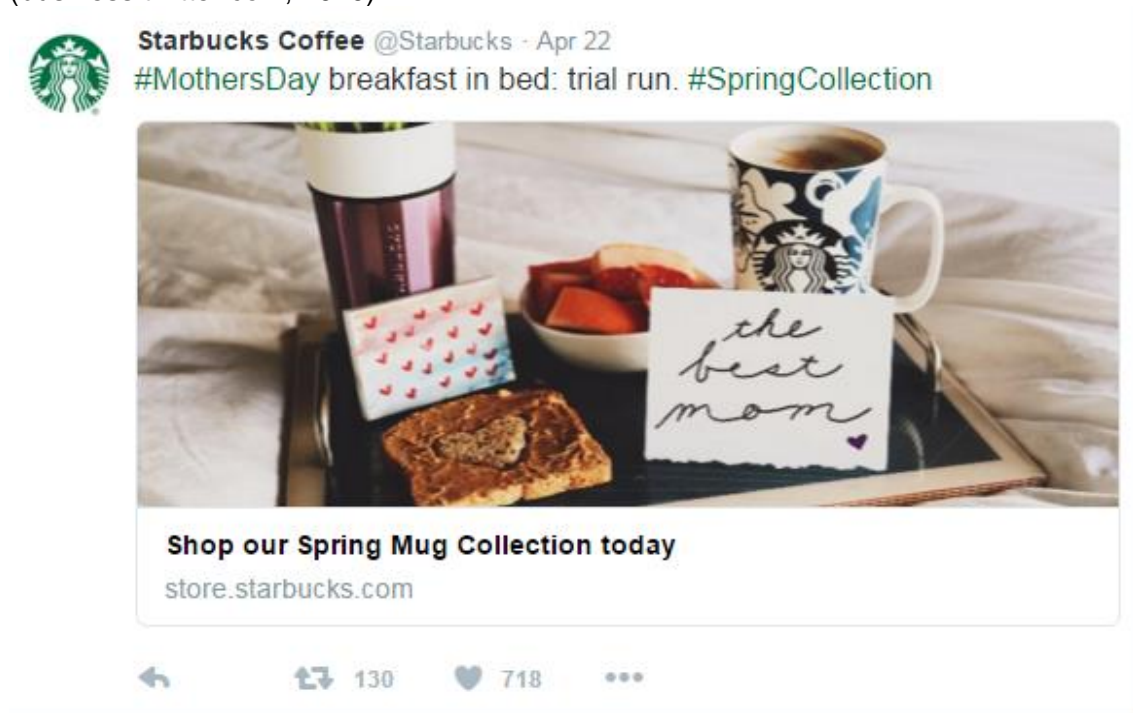 Starbucks Coffee @Starbucks · Apr 22
#MothersDay breakfast in bed: trial run. #SpringCollection
the
best
mom
Shop our Spring Mug Collection today
store.starbucks.com
130 718